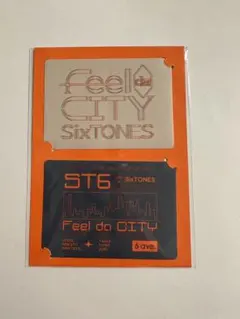 Feel da
CITY
SixTONES
ST6
SixTONES
Feel da CITY
6-ave.